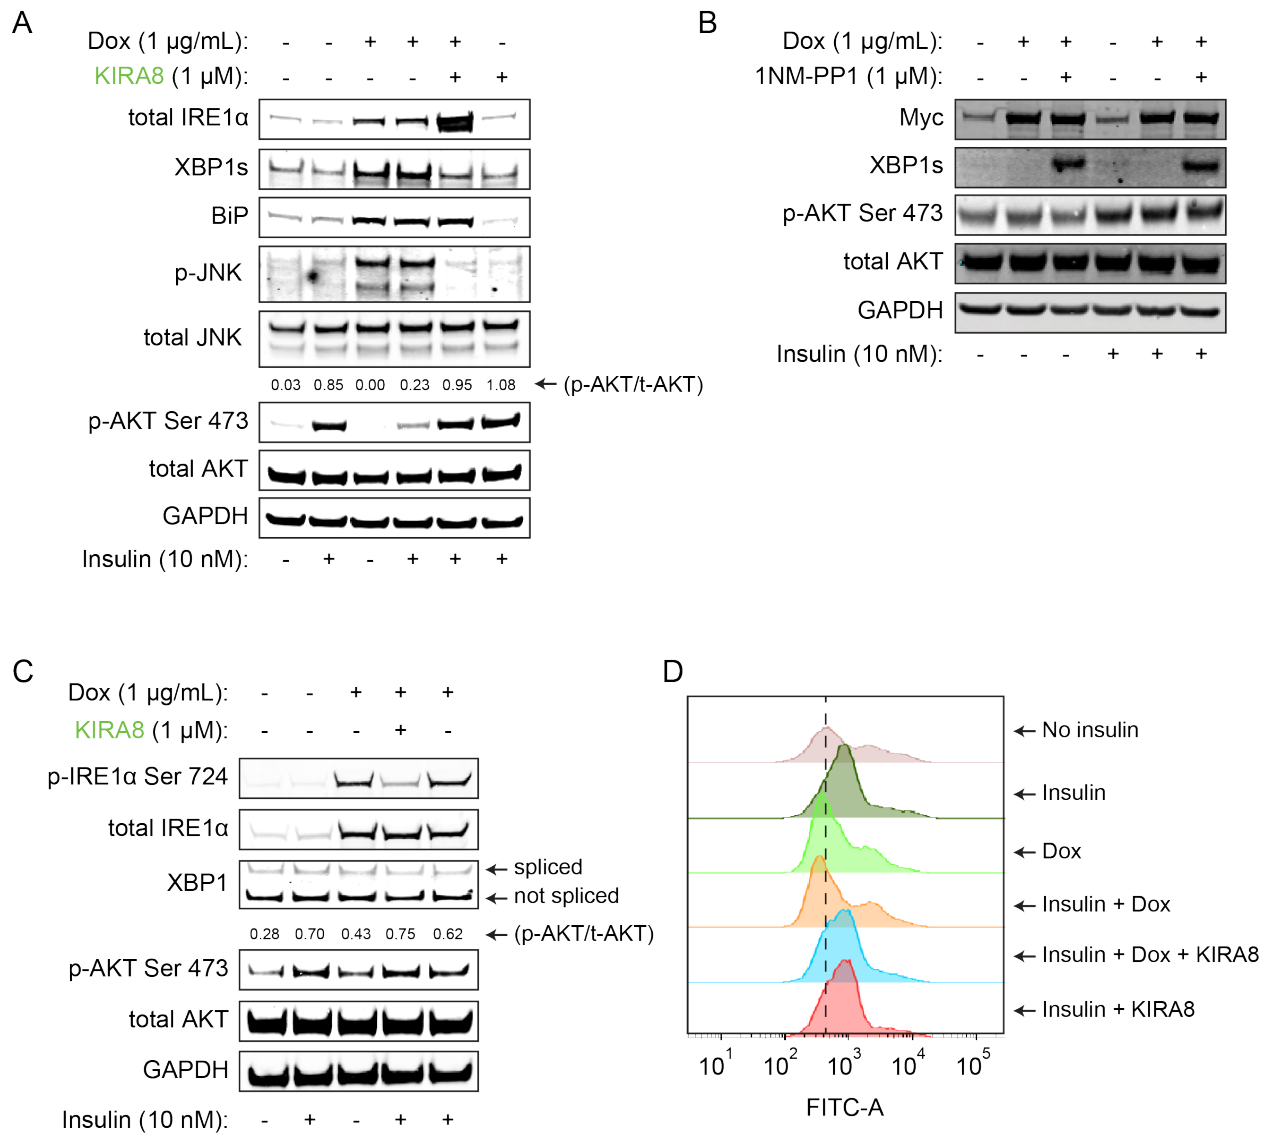 A
Dox (1 µg/mL): - - + + + -
KIRA8 (1 µM): - - - - + +
total IRE1α
XBP1s
BiP
p-JNK
total JNK
0.03 0.85 0.00 0.23 0.95 1.08 ← (p-AKT/t-AKT)
p-AKT Ser 473
total AKT
GAPDH
Insulin (10 nM): - + - + + +
B
Dox (1 µg/mL): - + + - + +
1NM-PP1 (1 µM): - - + - - +
Myc
XBP1s
p-AKT Ser 473
total AKT
GAPDH
Insulin (10 nM): - - - + + +
C
Dox (1 µg/mL): - - + + +
KIRA8 (1 µM): - - - + -
p-IRE1α Ser 724
total IRE1α
XBP1
← spliced
← not spliced
0.28 0.70 0.43 0.75 0.62 ← (p-AKT/t-AKT)
p-AKT Ser 473
total AKT
GAPDH
Insulin (10 nM): - + - + +
D
← No insulin
← Insulin
← Dox
← Insulin + Dox
← Insulin + Dox + KIRA8
← Insulin + KIRA8
10¹ 10² 10³ 10⁴ 10⁵
FITC-A